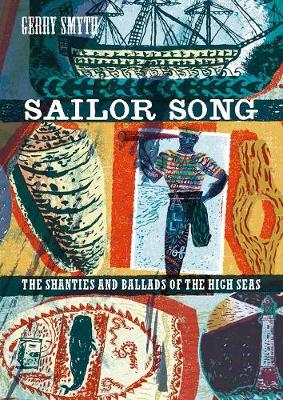 GERRY SMYTH
SAILOR SONG
THE SHANTIES AND BALLADS OF THE HIGH SEAS